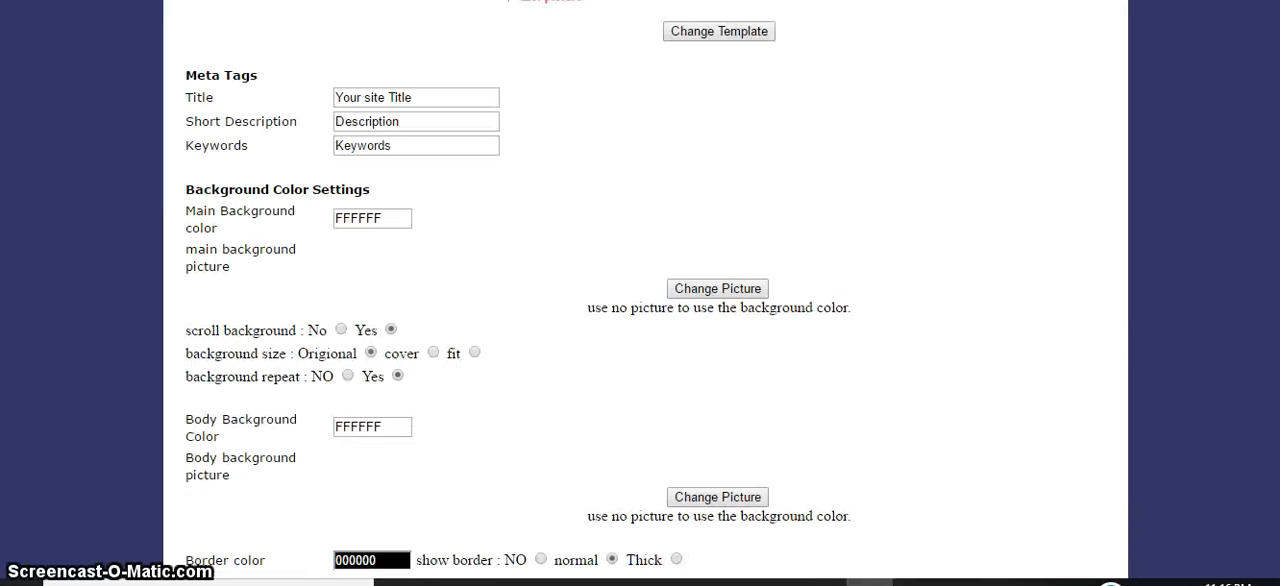 Change Template
Meta Tags
Title Your site Title
Short Description Description
Keywords Keywords
Background Color Settings
Main Background color FFFFFF
main background picture
Change Picture
use no picture to use the background color.
scroll background : No Yes
background size : Origional cover fit
background repeat : NO Yes
Body Background Color FFFFFF
Body background picture
Change Picture
use no picture to use the background color.
Border color 000000 show border : NO normal Thick
Screencast-O-Matic.com